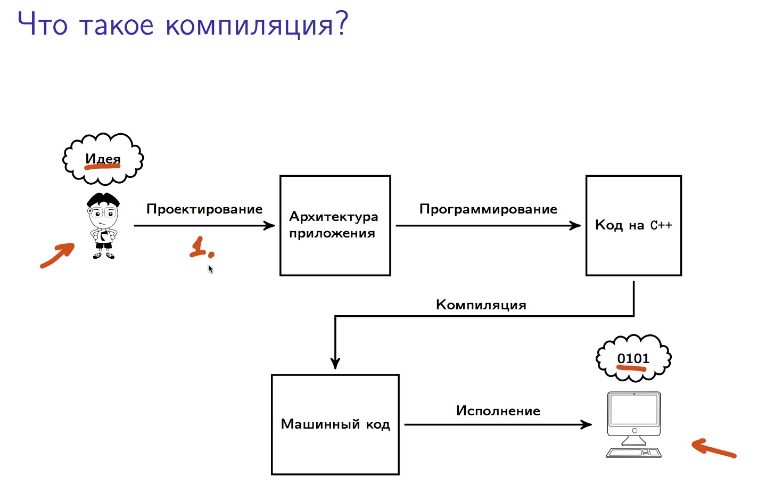 Что такое компиляция?
Идея
Проектирование
1.
Архитектура
приложения
Программирование
Код на C++
Компиляция
0101
Машинный код
Исполнение